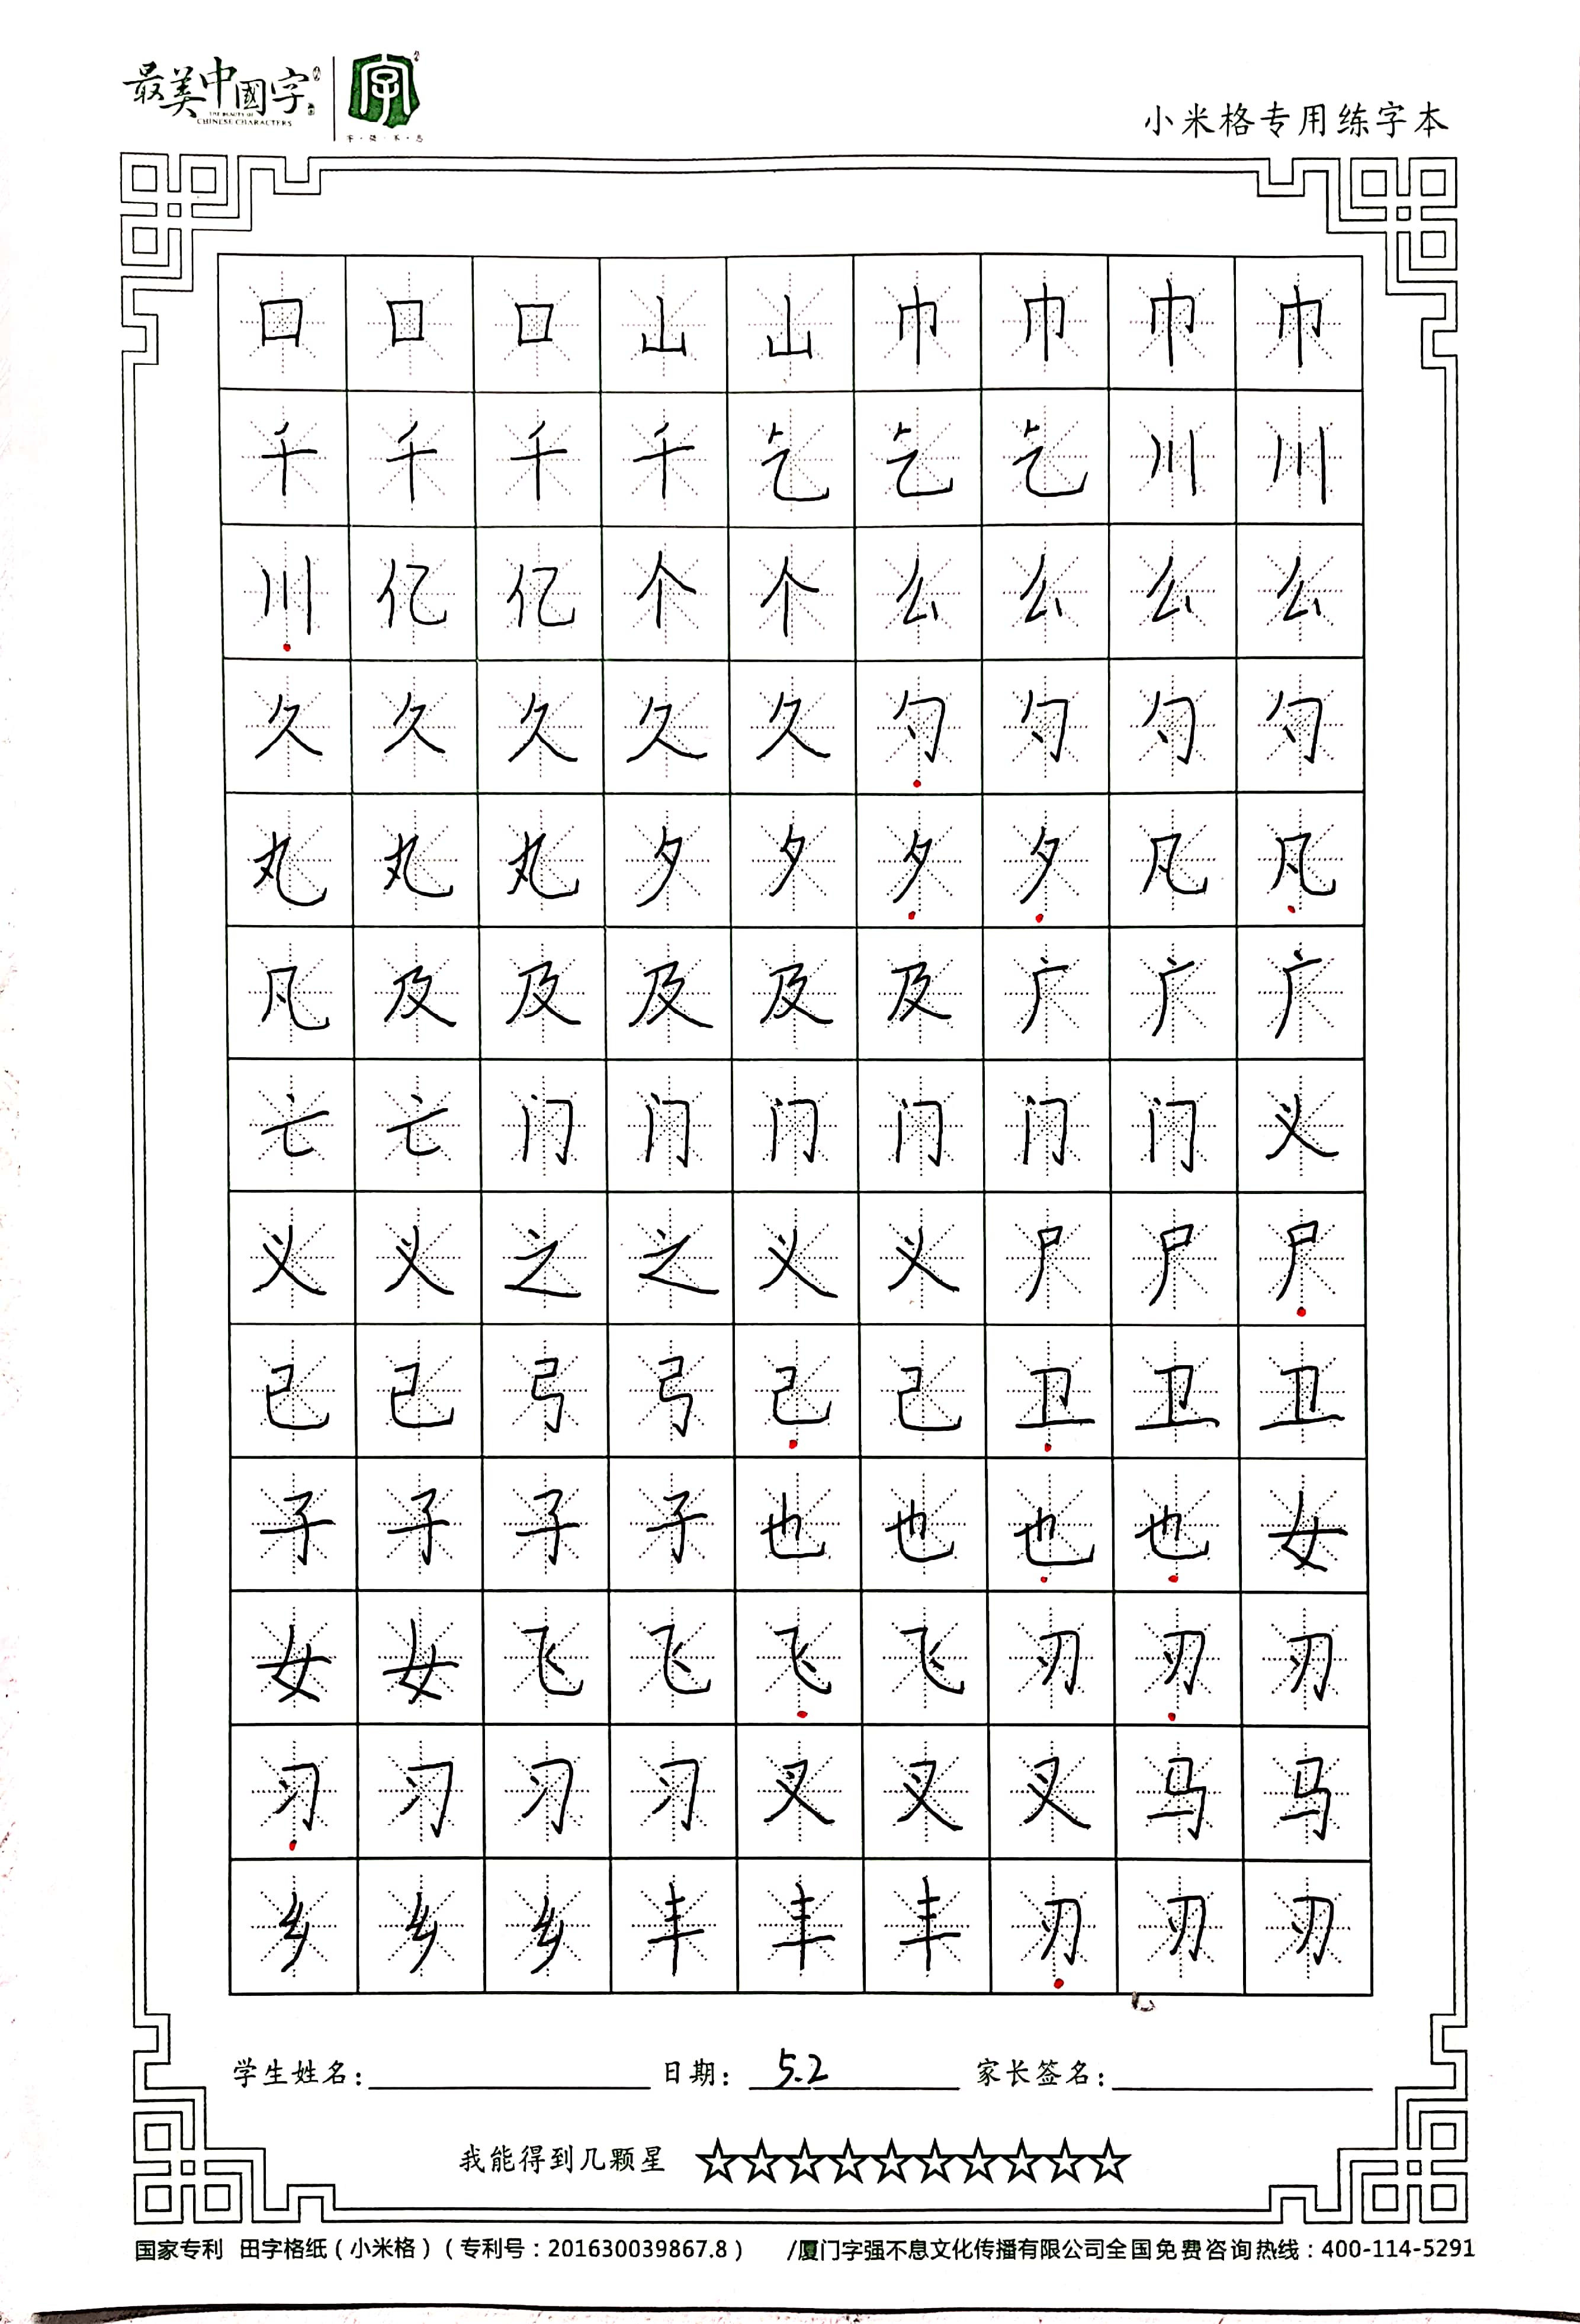 最美中國字
THE BEAUTY OF
CHINESE CHARACTERS
字
字·强·不·息
小米格专用练字本
口口口山山巾巾巾巾
千千千千乞乞乞川川
川亿亿个个么么么么
久久久久久勺勺勺勺
丸丸丸夕夕夕夕凡凡
凡及及及及及广广广
亡亡门门门门门门义
义义之之义义尸尸尸
已已弓弓己己卫卫卫
子子子子也也也也女
女女飞飞飞飞刃刃刃
习习习习叉叉叉马马
乡乡乡丰丰丰刃刃刃
学生姓名： 日期： 5.2 家长签名：
我能得到几颗星 ☆☆☆☆☆☆☆☆☆☆
国家专利 田字格纸（小米格）（专利号：201630039867.8） /厦门字强不息文化传播有限公司全国免费咨询热线：400-114-5291